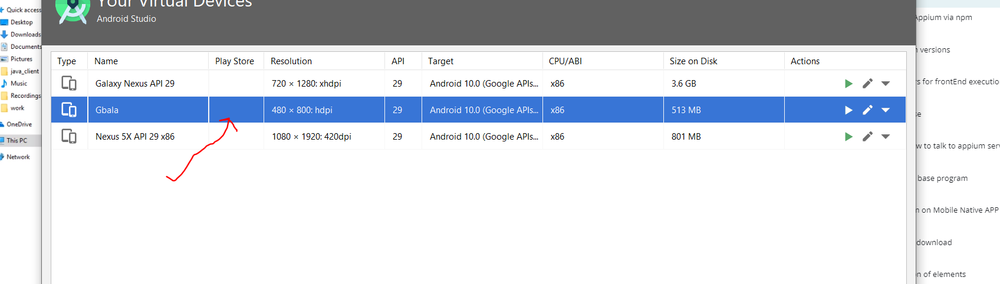 Your Virtual Devices
Android Studio
Quick access
Desktop
Downloads
Documents
Pictures
java_client
Music
Recordings
work
OneDrive
This PC
Network
Type Name Play Store Resolution API Target CPU/ABI Size on Disk Actions
Galaxy Nexus API 29 720 × 1280: xhdpi 29 Android 10.0 (Google APIs... x86 3.6 GB
Gbala 480 × 800: hdpi 29 Android 10.0 (Google APIs... x86 513 MB
Nexus 5X API 29 x86 1080 × 1920: 420dpi 29 Android 10.0 (Google APIs... x86 801 MB
Appium via npm
versions
for frontEnd executio
to talk to appium ser
base program
on Mobile Native APP
download
of elements